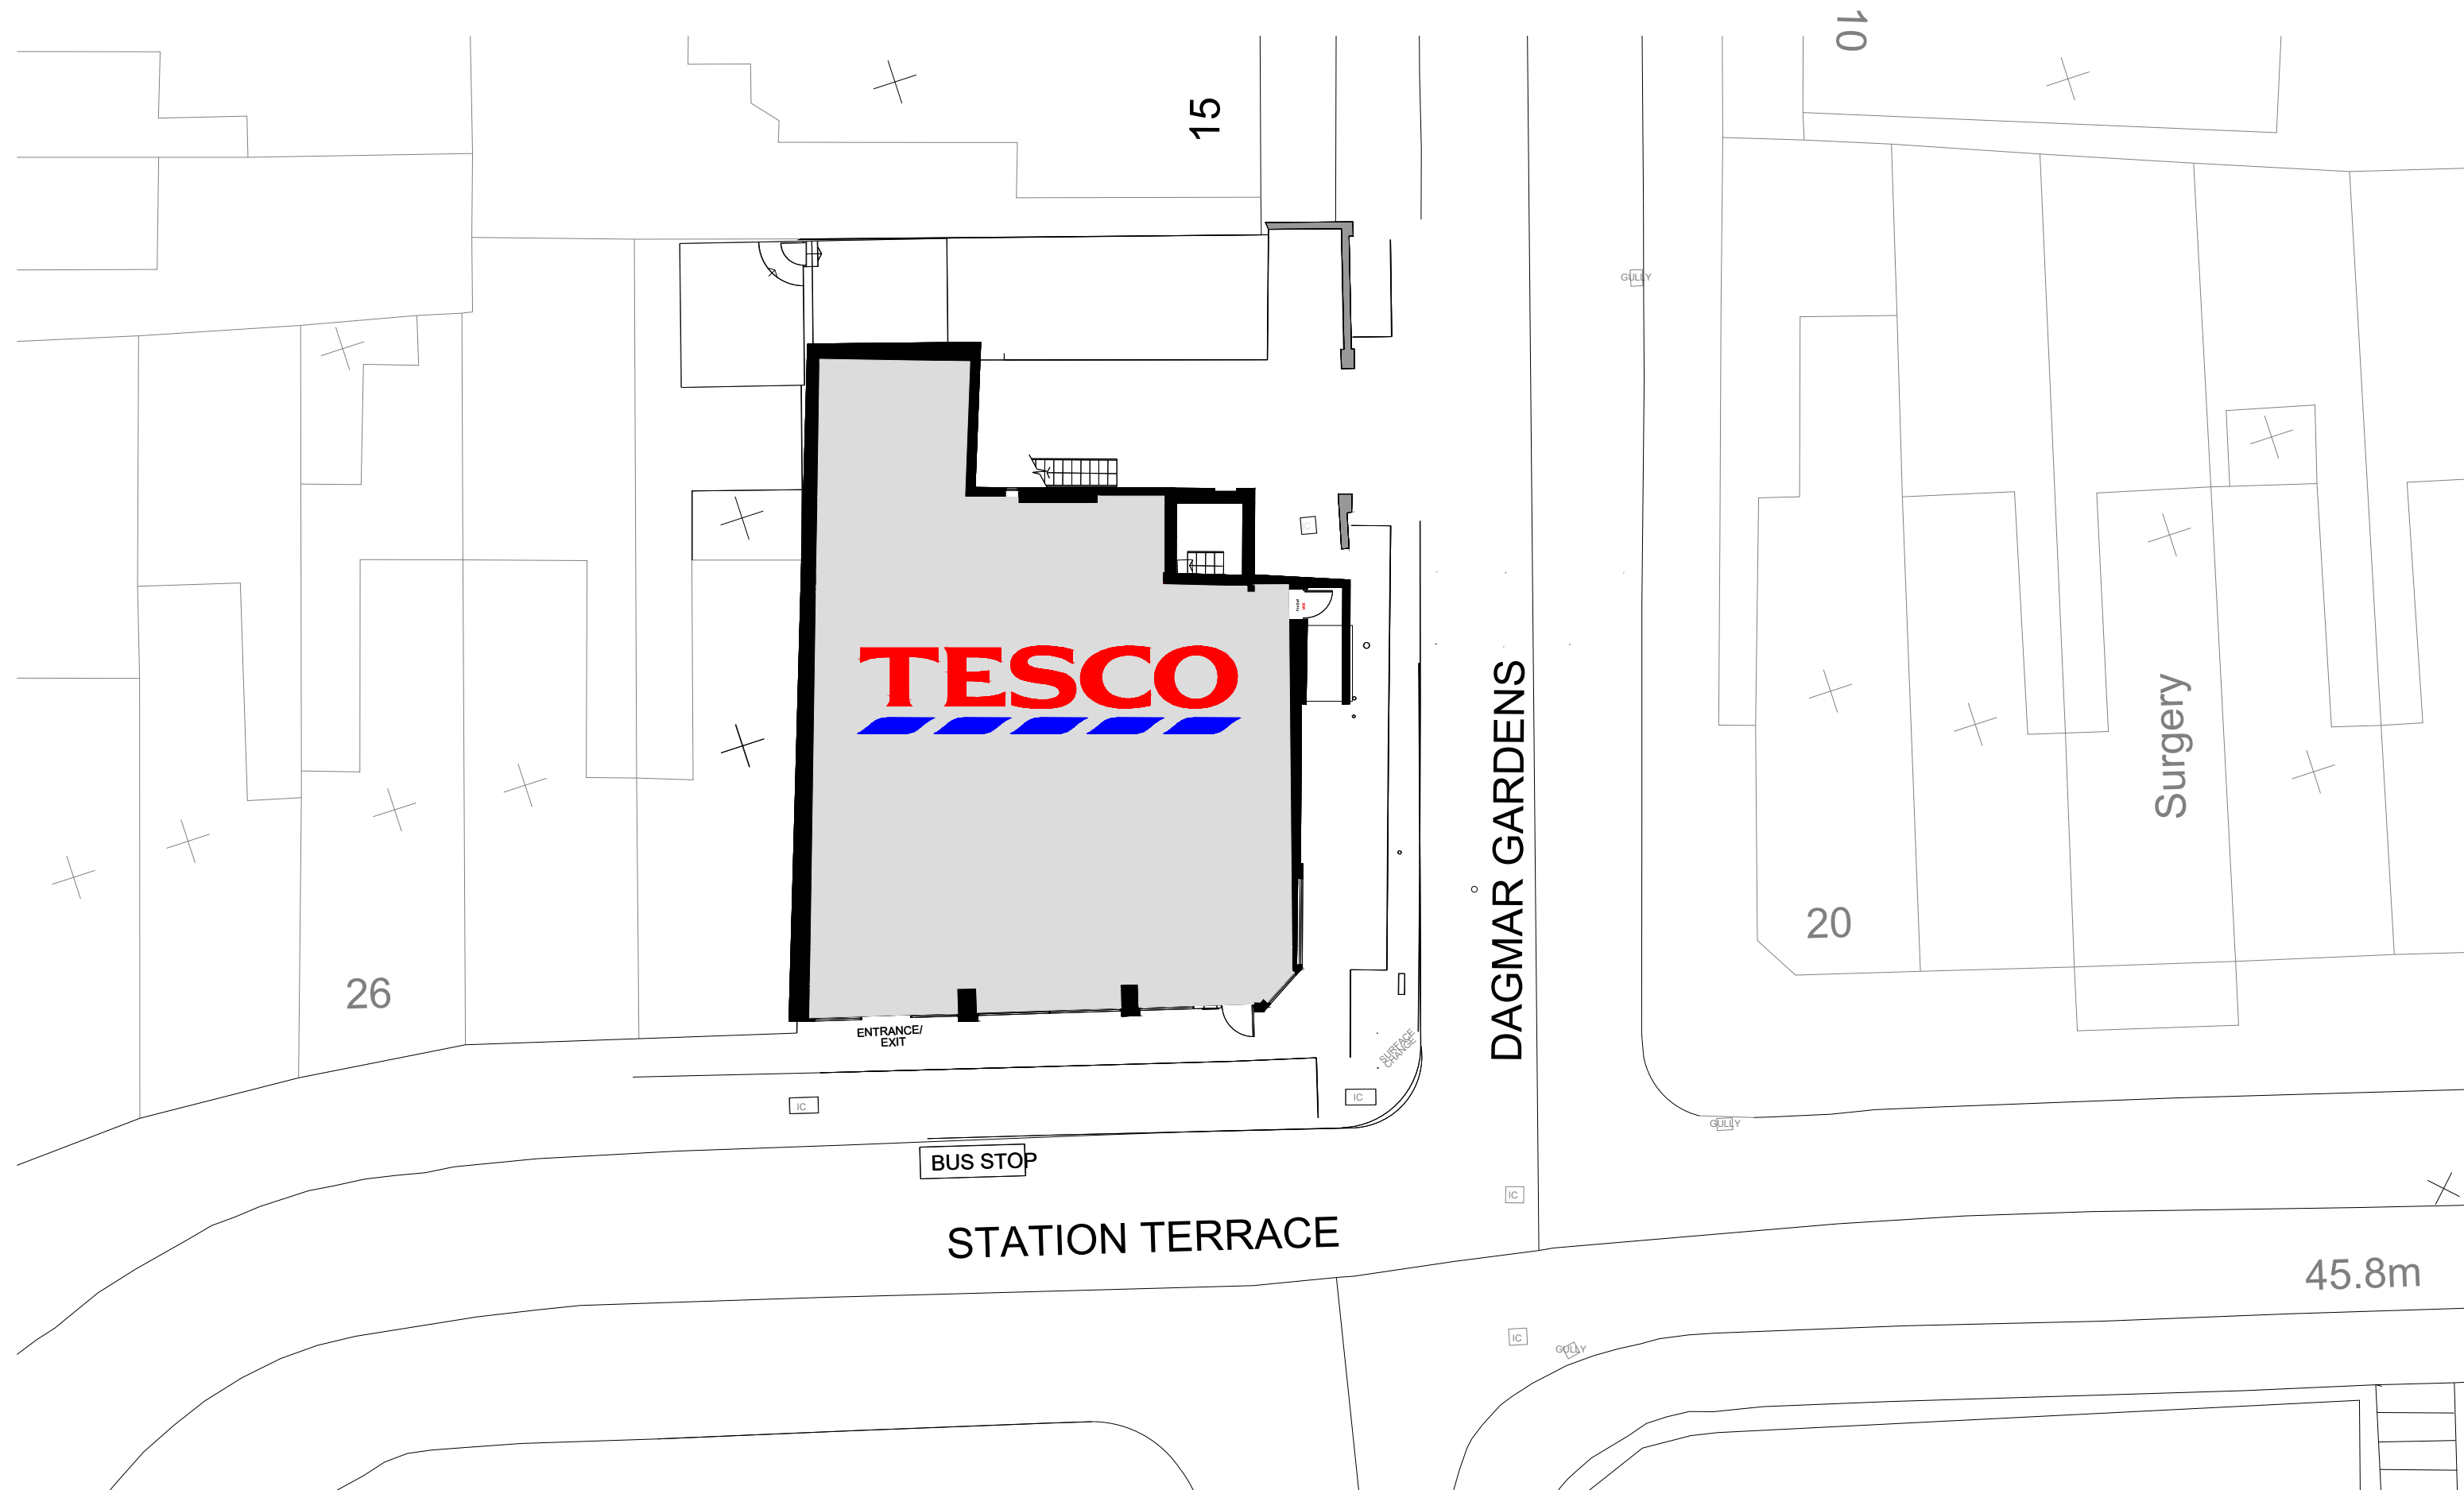 10
15
GULLY
IC
TESCO
DAGMAR GARDENS
Surgery
20
26
ENTRANCE/
EXIT
SURFACE
CHANGE
IC
IC
GULLY
BUS STOP
IC
STATION TERRACE
45.8m
IC
GULLY